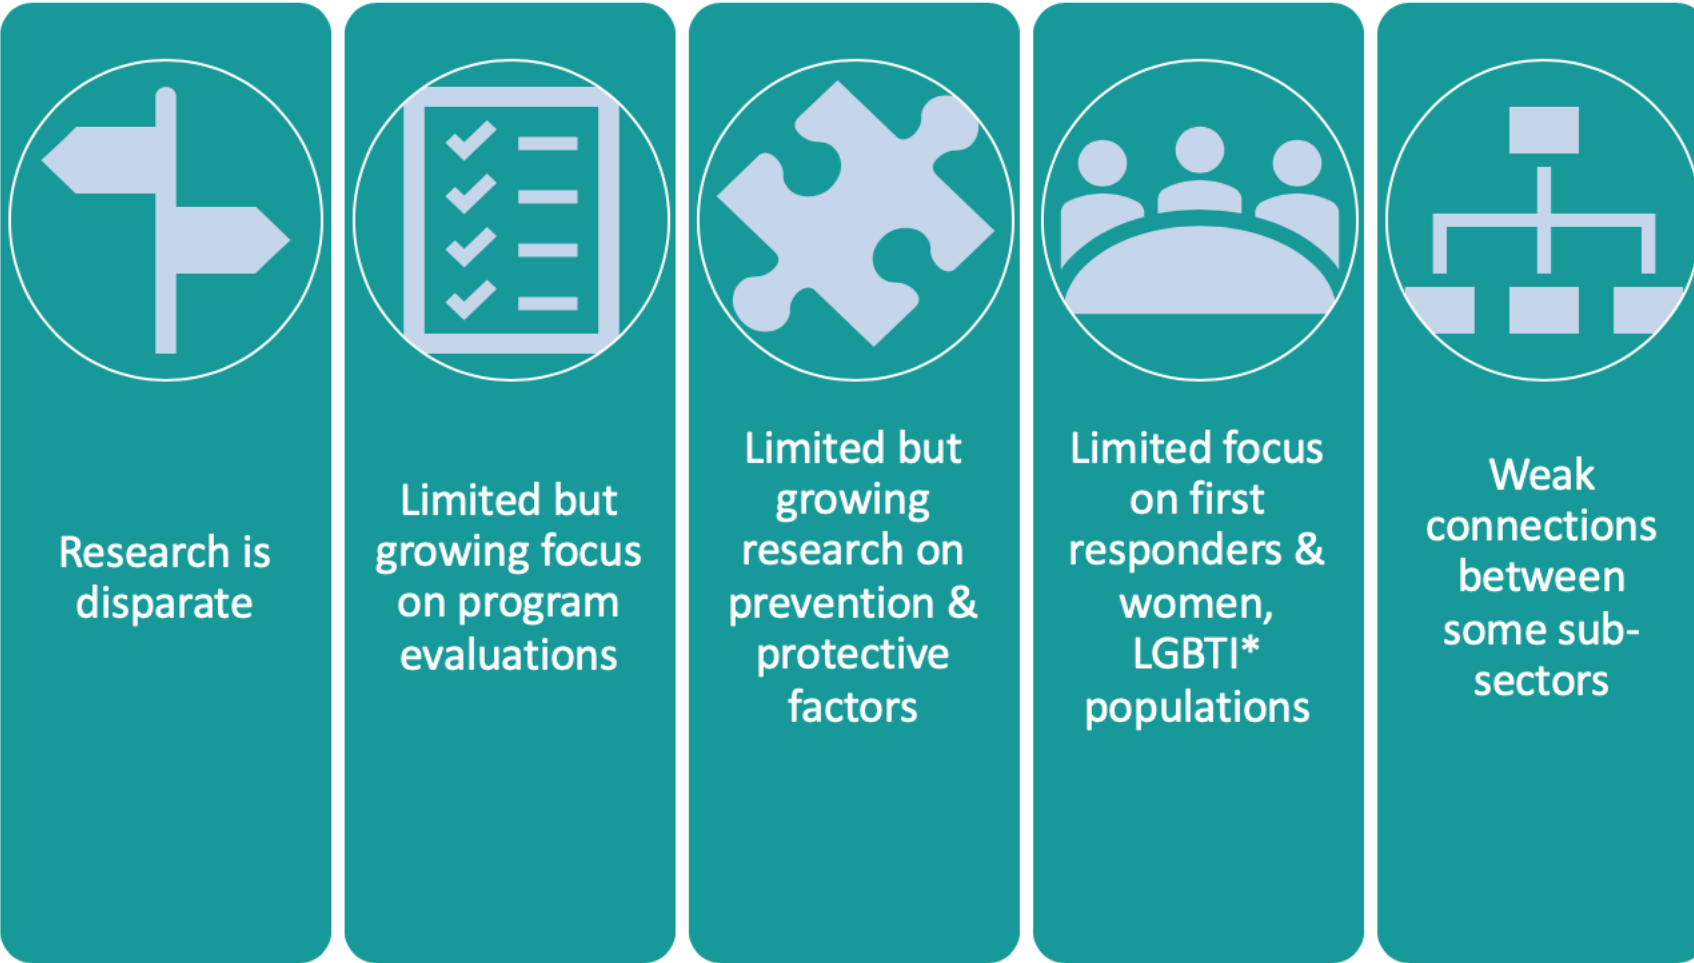 Research is
disparate
Limited but
growing focus
on program
evaluations
Limited but
growing
research on
prevention &
protective
factors
Limited focus
on first
responders &
women,
LGBTI*
populations
Weak
connections
between
some sub-
sectors